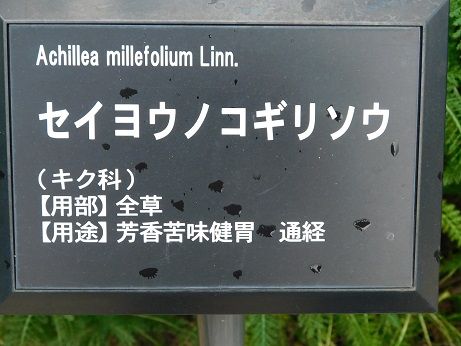 Achillea millefolium Linn.
セイヨウノコギリソウ
（キク科）
【用部】全草
【用途】芳香苦味健胃　通経